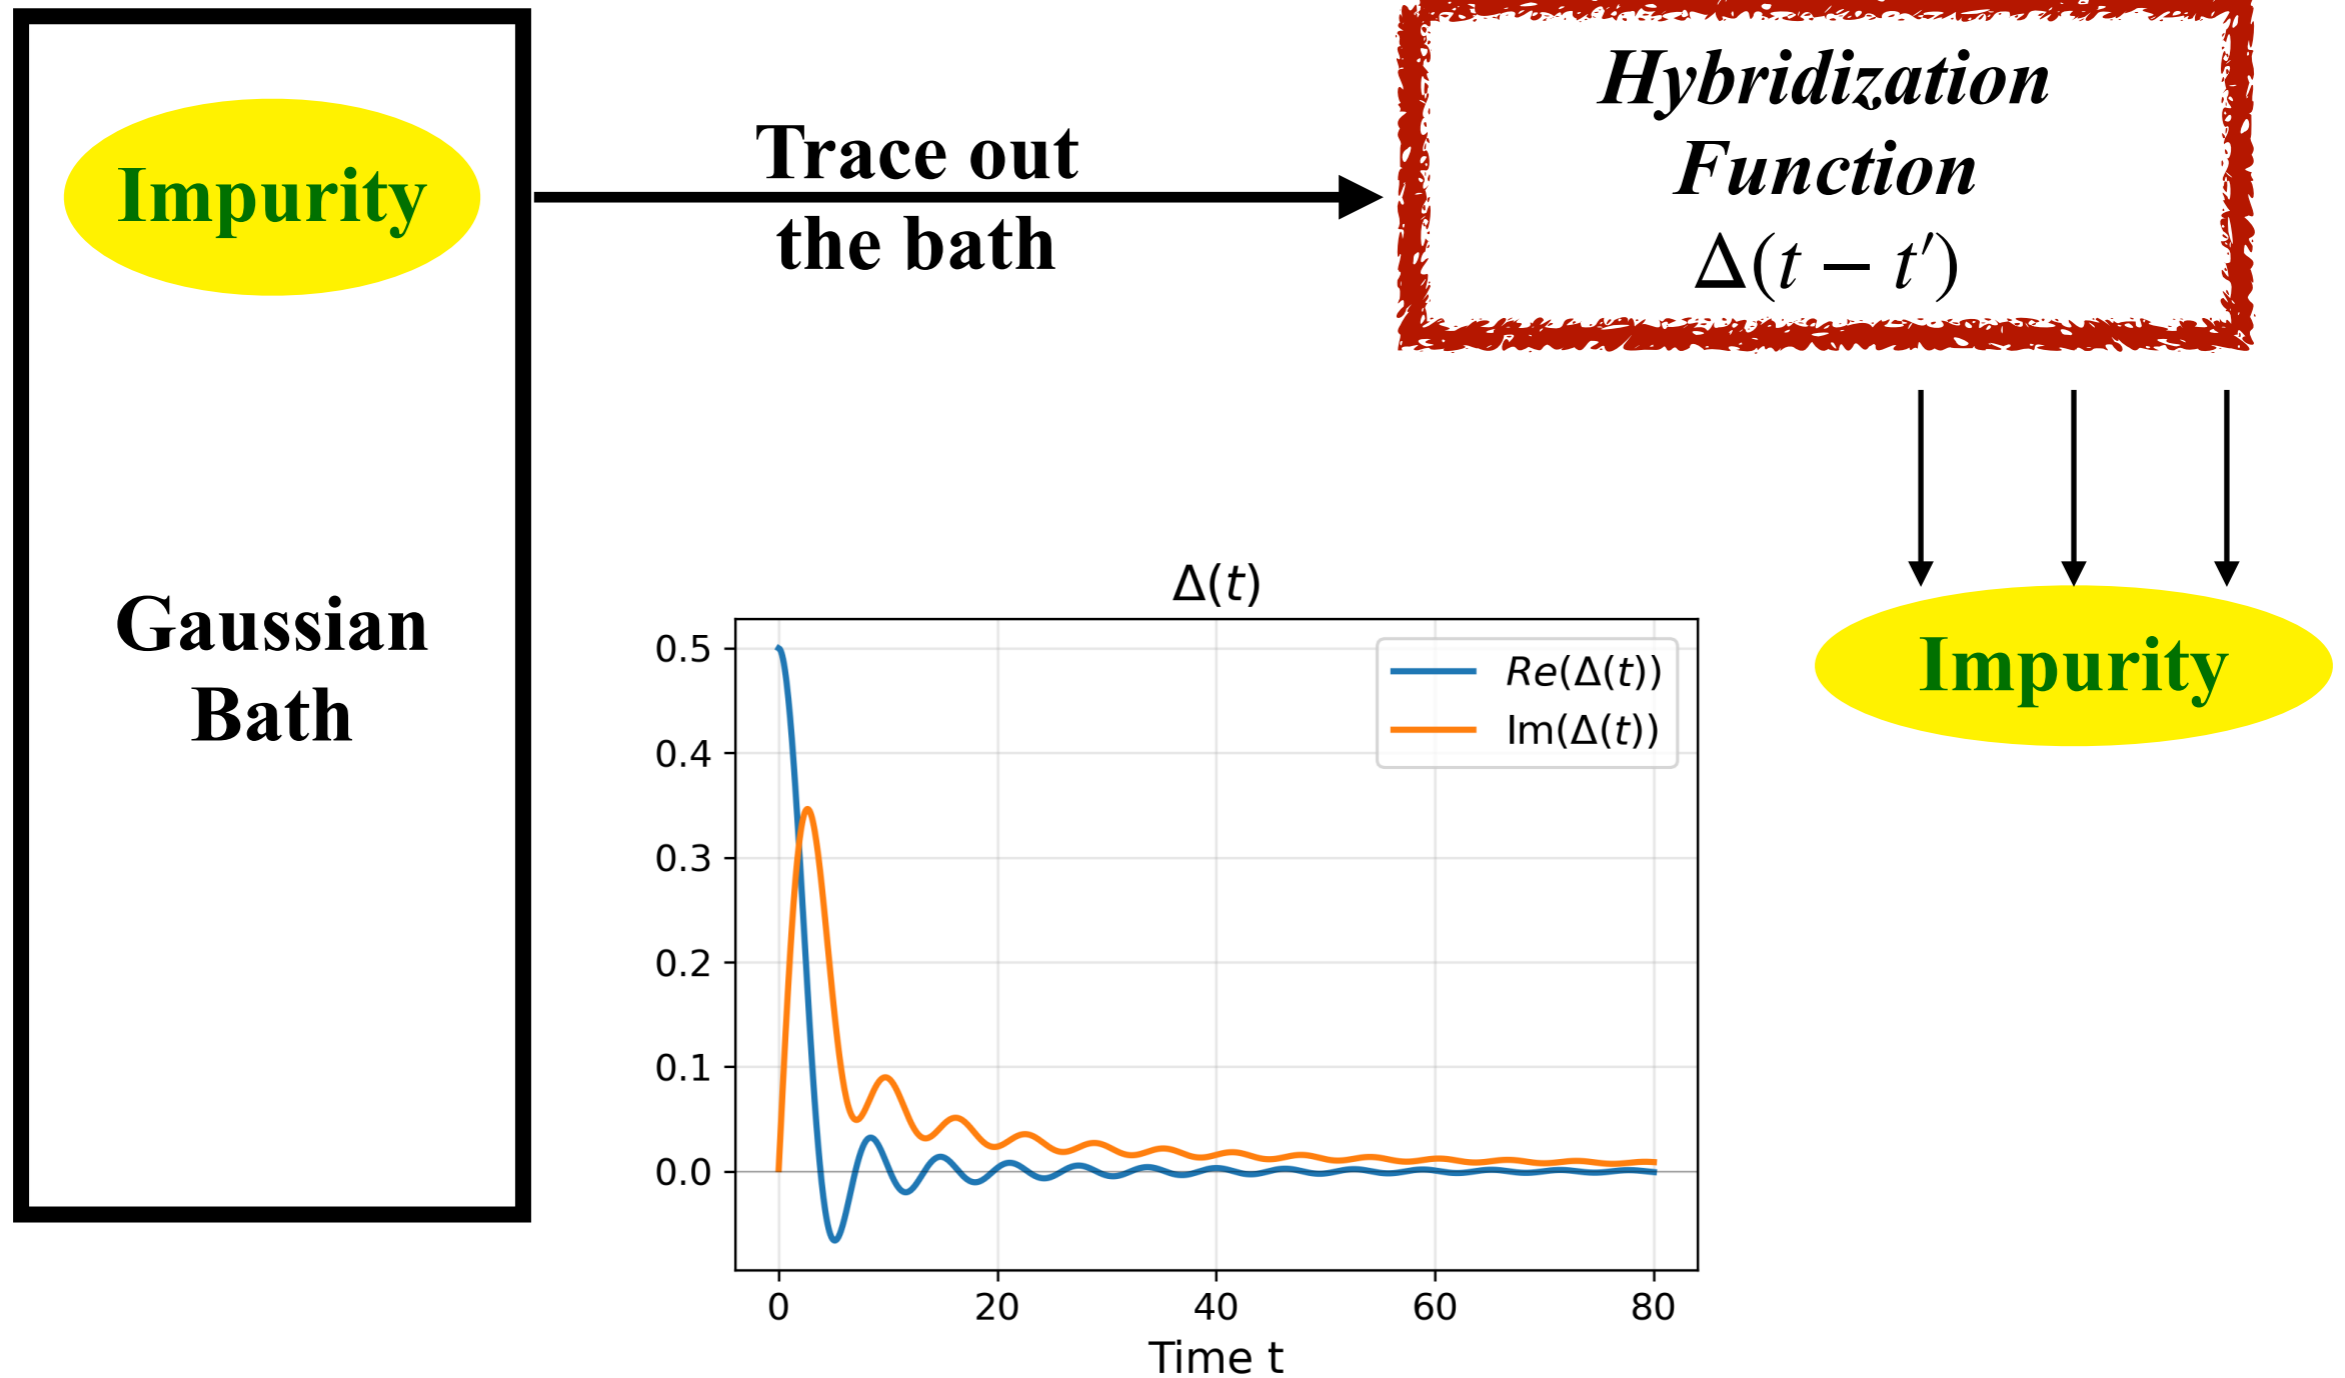 Impurity
Gaussian
Bath
Trace out
the bath
Hybridization
Function
Δ(t − t′)
Impurity
Δ(t)
Re(Δ(t))
Im(Δ(t))
0.5
0.4
0.3
0.2
0.1
0.0
0 20 40 60 80
Time t